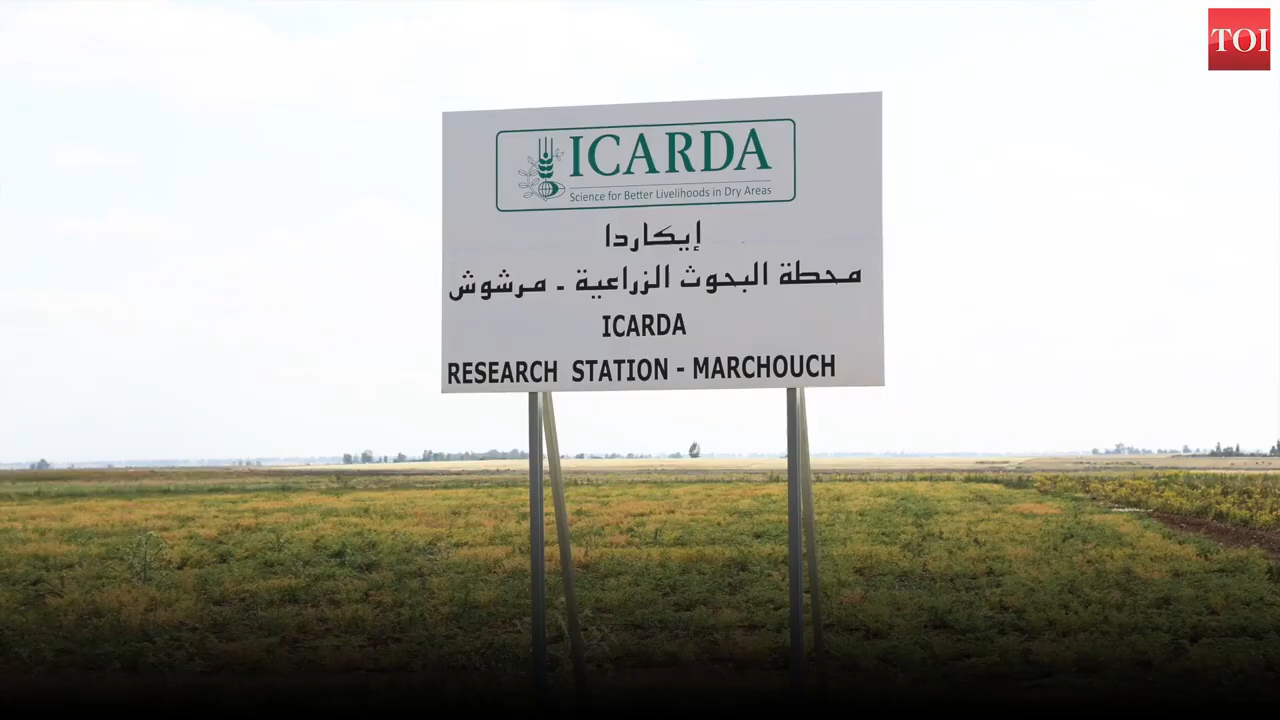 TOI
ICARDA
Science for Better Livelihoods in Dry Areas
إيكاردا
محطة البحوث الزراعية - مرشوش
ICARDA
RESEARCH STATION - MARCHOUCH